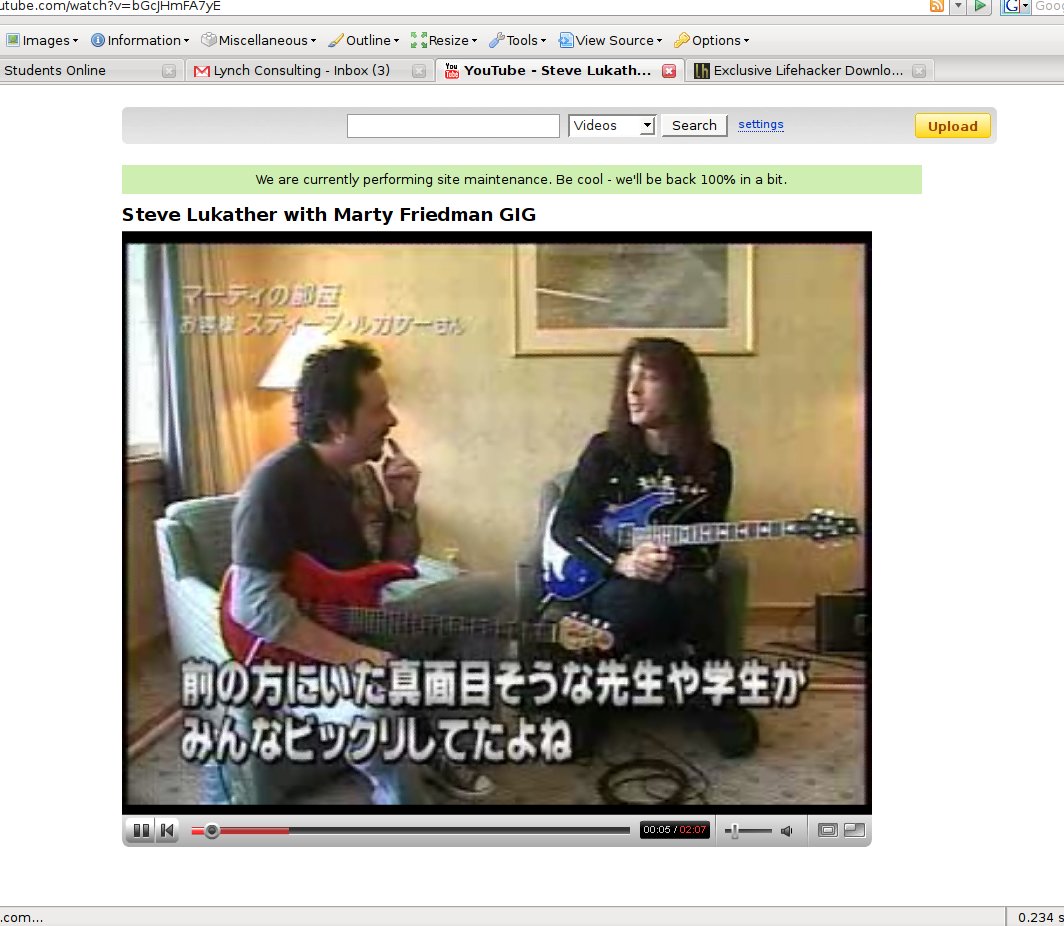 utube.com/watch?v=bGcJHmFA7yE
G Goo
Images Information Miscellaneous Outline Resize Tools View Source Options
Students Online Lynch Consulting - Inbox (3) You Tube YouTube - Steve Lukath... lh Exclusive Lifehacker Downlo...
Videos Search settings Upload
We are currently performing site maintenance. Be cool - we'll be back 100% in a bit.
Steve Lukather with Marty Friedman GIG
マーティの部屋
お客様 スティーブ・ルカサーさん
前の方にいた真面目そうな先生や学生が
みんなビックリしてたよね
00:05 / 02:07
.com... 0.234 s